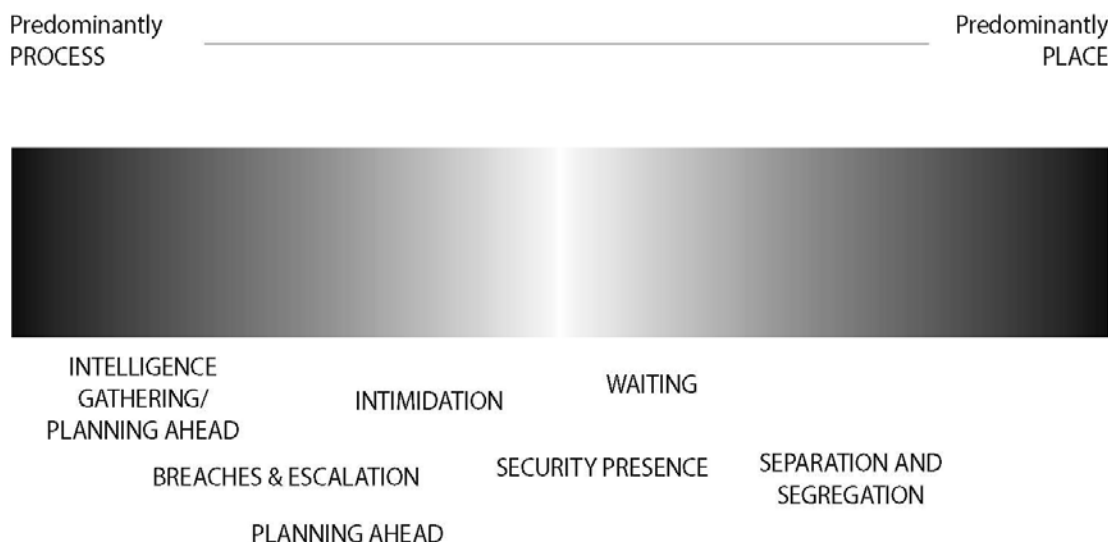 Predominantly
PROCESS
Predominantly
PLACE
INTELLIGENCE
GATHERING/
PLANNING AHEAD
INTIMIDATION
WAITING
BREACHES & ESCALATION
SECURITY PRESENCE
SEPARATION AND
SEGREGATION
PLANNING AHEAD